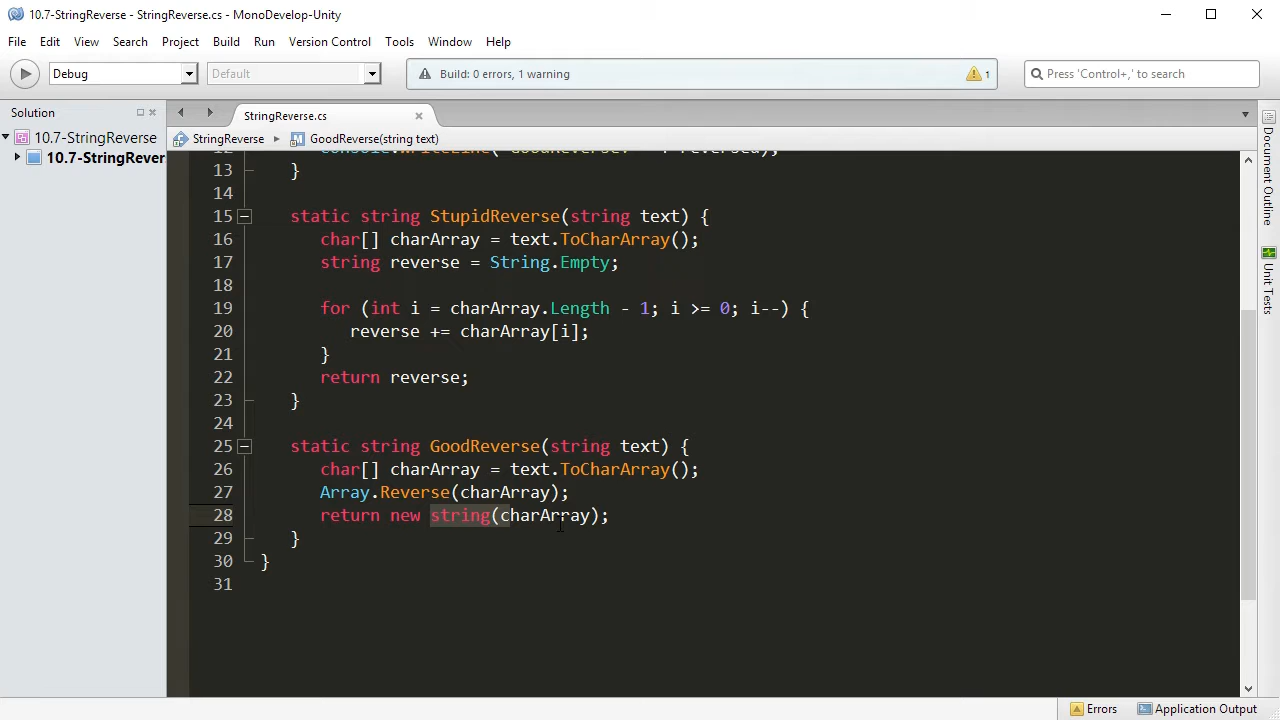 10.7-StringReverse - StringReverse.cs - MonoDevelop-Unity
File Edit View Search Project Build Run Version Control Tools Window Help
Debug Default Build: 0 errors, 1 warning 1 Press 'Control+,' to search
Solution
StringReverse.cs
10.7-StringReverse
10.7-StringRever
StringReverse GoodReverse(string text)
13 }
14
15 static string StupidReverse(string text) {
16 char[] charArray = text.ToCharArray();
17 string reverse = String.Empty;
18
19 for (int i = charArray.Length - 1; i >= 0; i--) {
20 reverse += charArray[i];
21 }
22 return reverse;
23 }
24
25 static string GoodReverse(string text) {
26 char[] charArray = text.ToCharArray();
27 Array.Reverse(charArray);
28 return new string(charArray);
29 }
30 }
31
Document Outline
Unit Tests
Errors Application Output